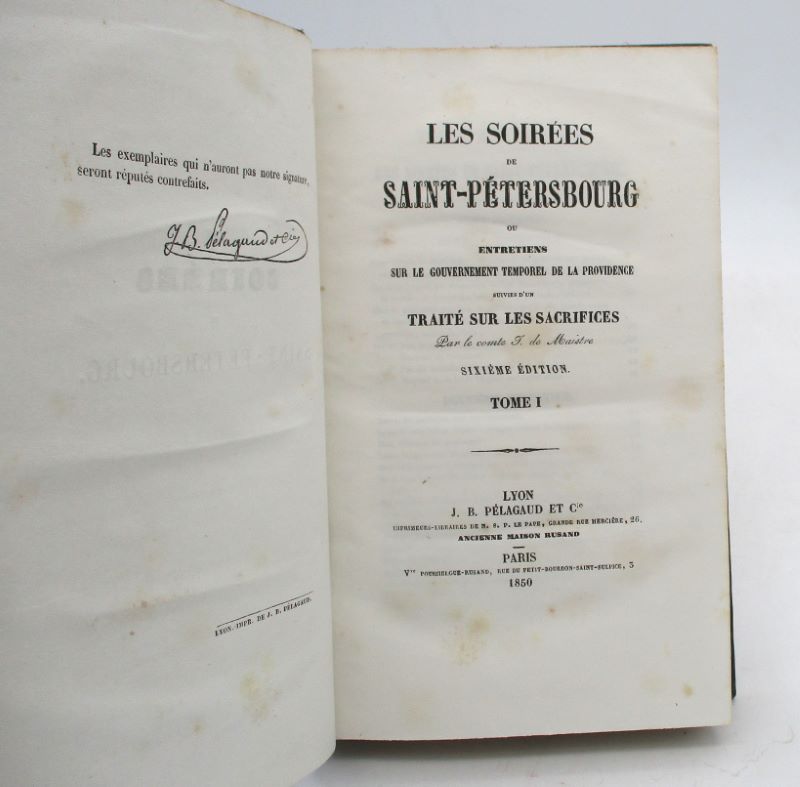 Les exemplaires qui n'auront pas notre signature,
seront réputés contrefaits.
J. B. Pélagaud et Cie
LYON. IMPR. DE J. B. PÉLAGAUD.
LES SOIRÉES
DE
SAINT-PÉTERSBOURG
OU
ENTRETIENS
SUR LE GOUVERNEMENT TEMPOREL DE LA PROVIDENCE
SUIVIES D'UN
TRAITÉ SUR LES SACRIFICES
Par le comte J. de Maistre
SIXIÈME ÉDITION.
TOME I
LYON
J. B. PÉLAGAUD ET Cie
IMPRIMEURS-LIBRAIRES DE N. S. P. LE PAPE, GRANDE RUE MERCIÈRE, 26.
ANCIENNE MAISON RUSAND
PARIS
Vve POUSSIELGUE-RUSAND, RUE DU PETIT-BOURBON-SAINT-SULPICE, 3
1850